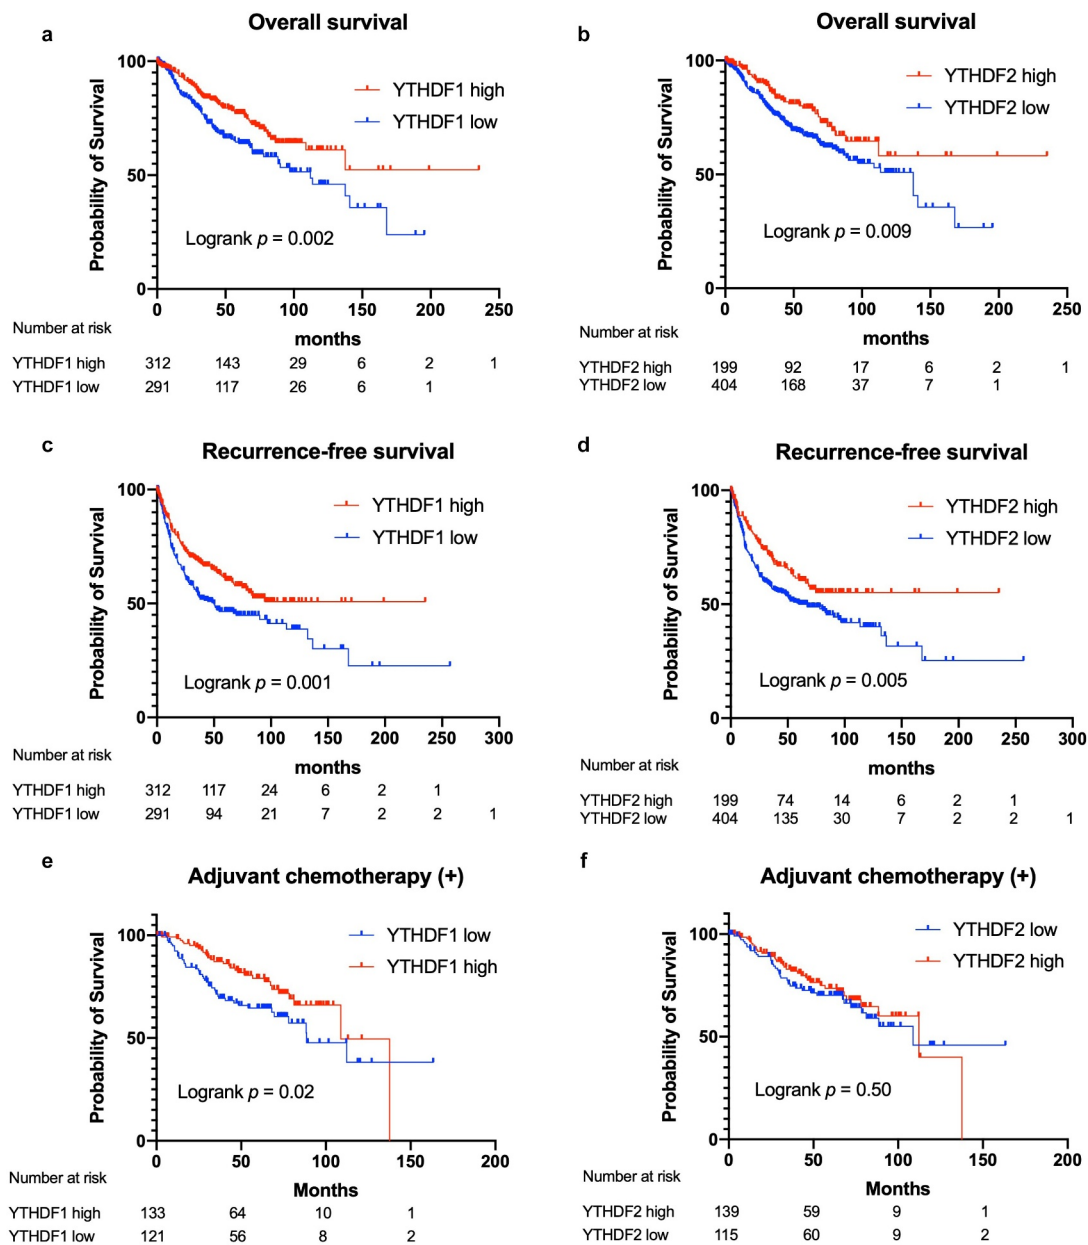 a
Overall survival
Probability of Survival
100
50
0
YTHDF1 high
YTHDF1 low
Logrank p = 0.002
0 50 100 150 200 250
months
Number at risk
YTHDF1 high 312 143 29 6 2 1
YTHDF1 low 291 117 26 6 1
b
Overall survival
Probability of Survival
100
50
0
YTHDF2 high
YTHDF2 low
Logrank p = 0.009
0 50 100 150 200 250
months
Number at risk
YTHDF2 high 199 92 17 6 2 1
YTHDF2 low 404 168 37 7 1
c
Recurrence-free survival
Probability of Survival
100
50
0
YTHDF1 high
YTHDF1 low
Logrank p = 0.001
0 50 100 150 200 250 300
months
Number at risk
YTHDF1 high 312 117 24 6 2 1
YTHDF1 low 291 94 21 7 2 2 1
d
Recurrence-free survival
Probability of Survival
100
50
0
YTHDF2 high
YTHDF2 low
Logrank p = 0.005
0 50 100 150 200 250 300
months
Number at risk
YTHDF2 high 199 74 14 6 2 1
YTHDF2 low 404 135 30 7 2 2 1
e
Adjuvant chemotherapy (+)
Probability of Survival
100
50
0
YTHDF1 low
YTHDF1 high
Logrank p = 0.02
0 50 100 150 200
Months
Number at risk
YTHDF1 high 133 64 10 1
YTHDF1 low 121 56 8 2
f
Adjuvant chemotherapy (+)
Probability of Survival
100
50
0
YTHDF2 low
YTHDF2 high
Logrank p = 0.50
0 50 100 150 200
Months
Number at risk
YTHDF2 high 139 59 9 1
YTHDF2 low 115 60 9 2